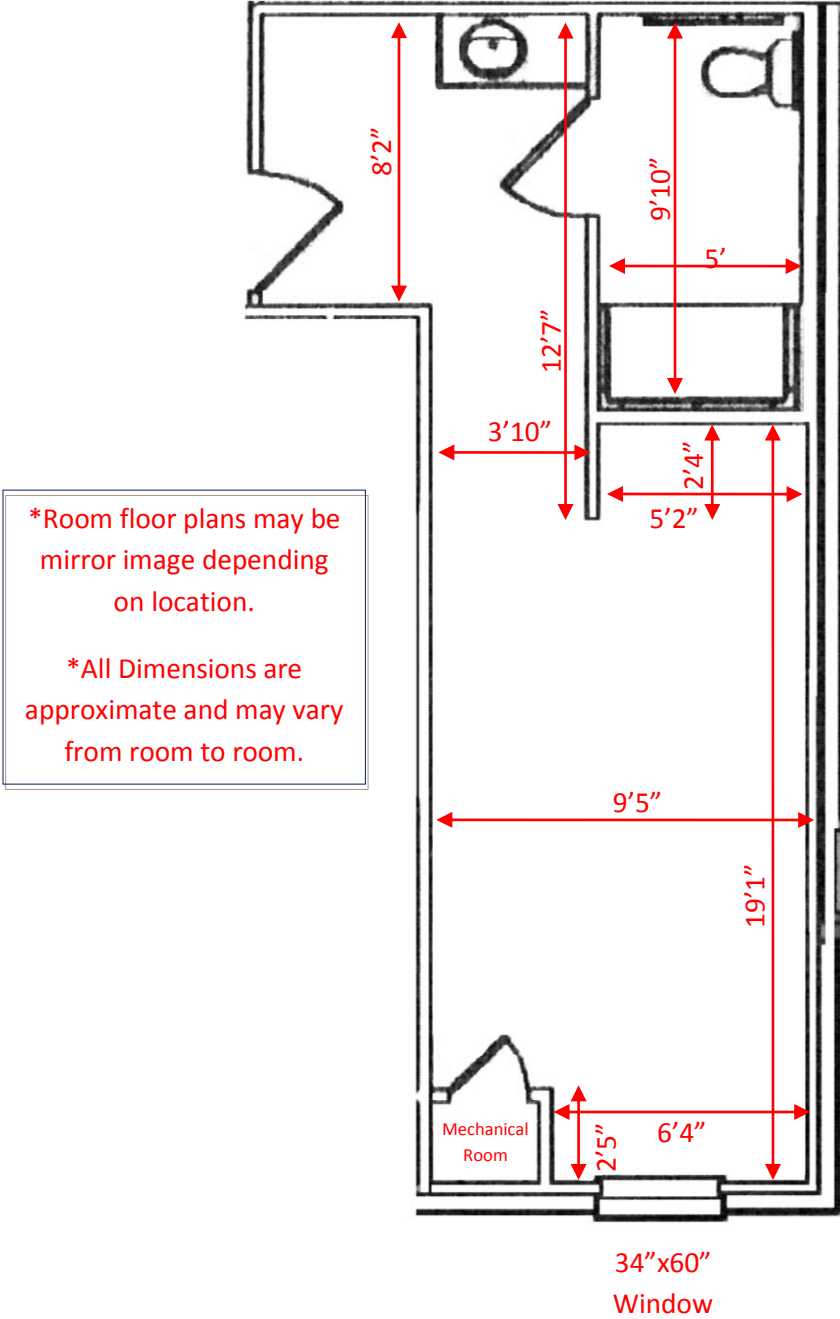 8’2”
12’7”
9’10”
5’
3’10”
2’4”
5’2”
*Room floor plans may be
mirror image depending
on location.
*All Dimensions are
approximate and may vary
from room to room.
9’5”
19’1”
Mechanical
Room
2’5”
6’4”
34”x60”
Window